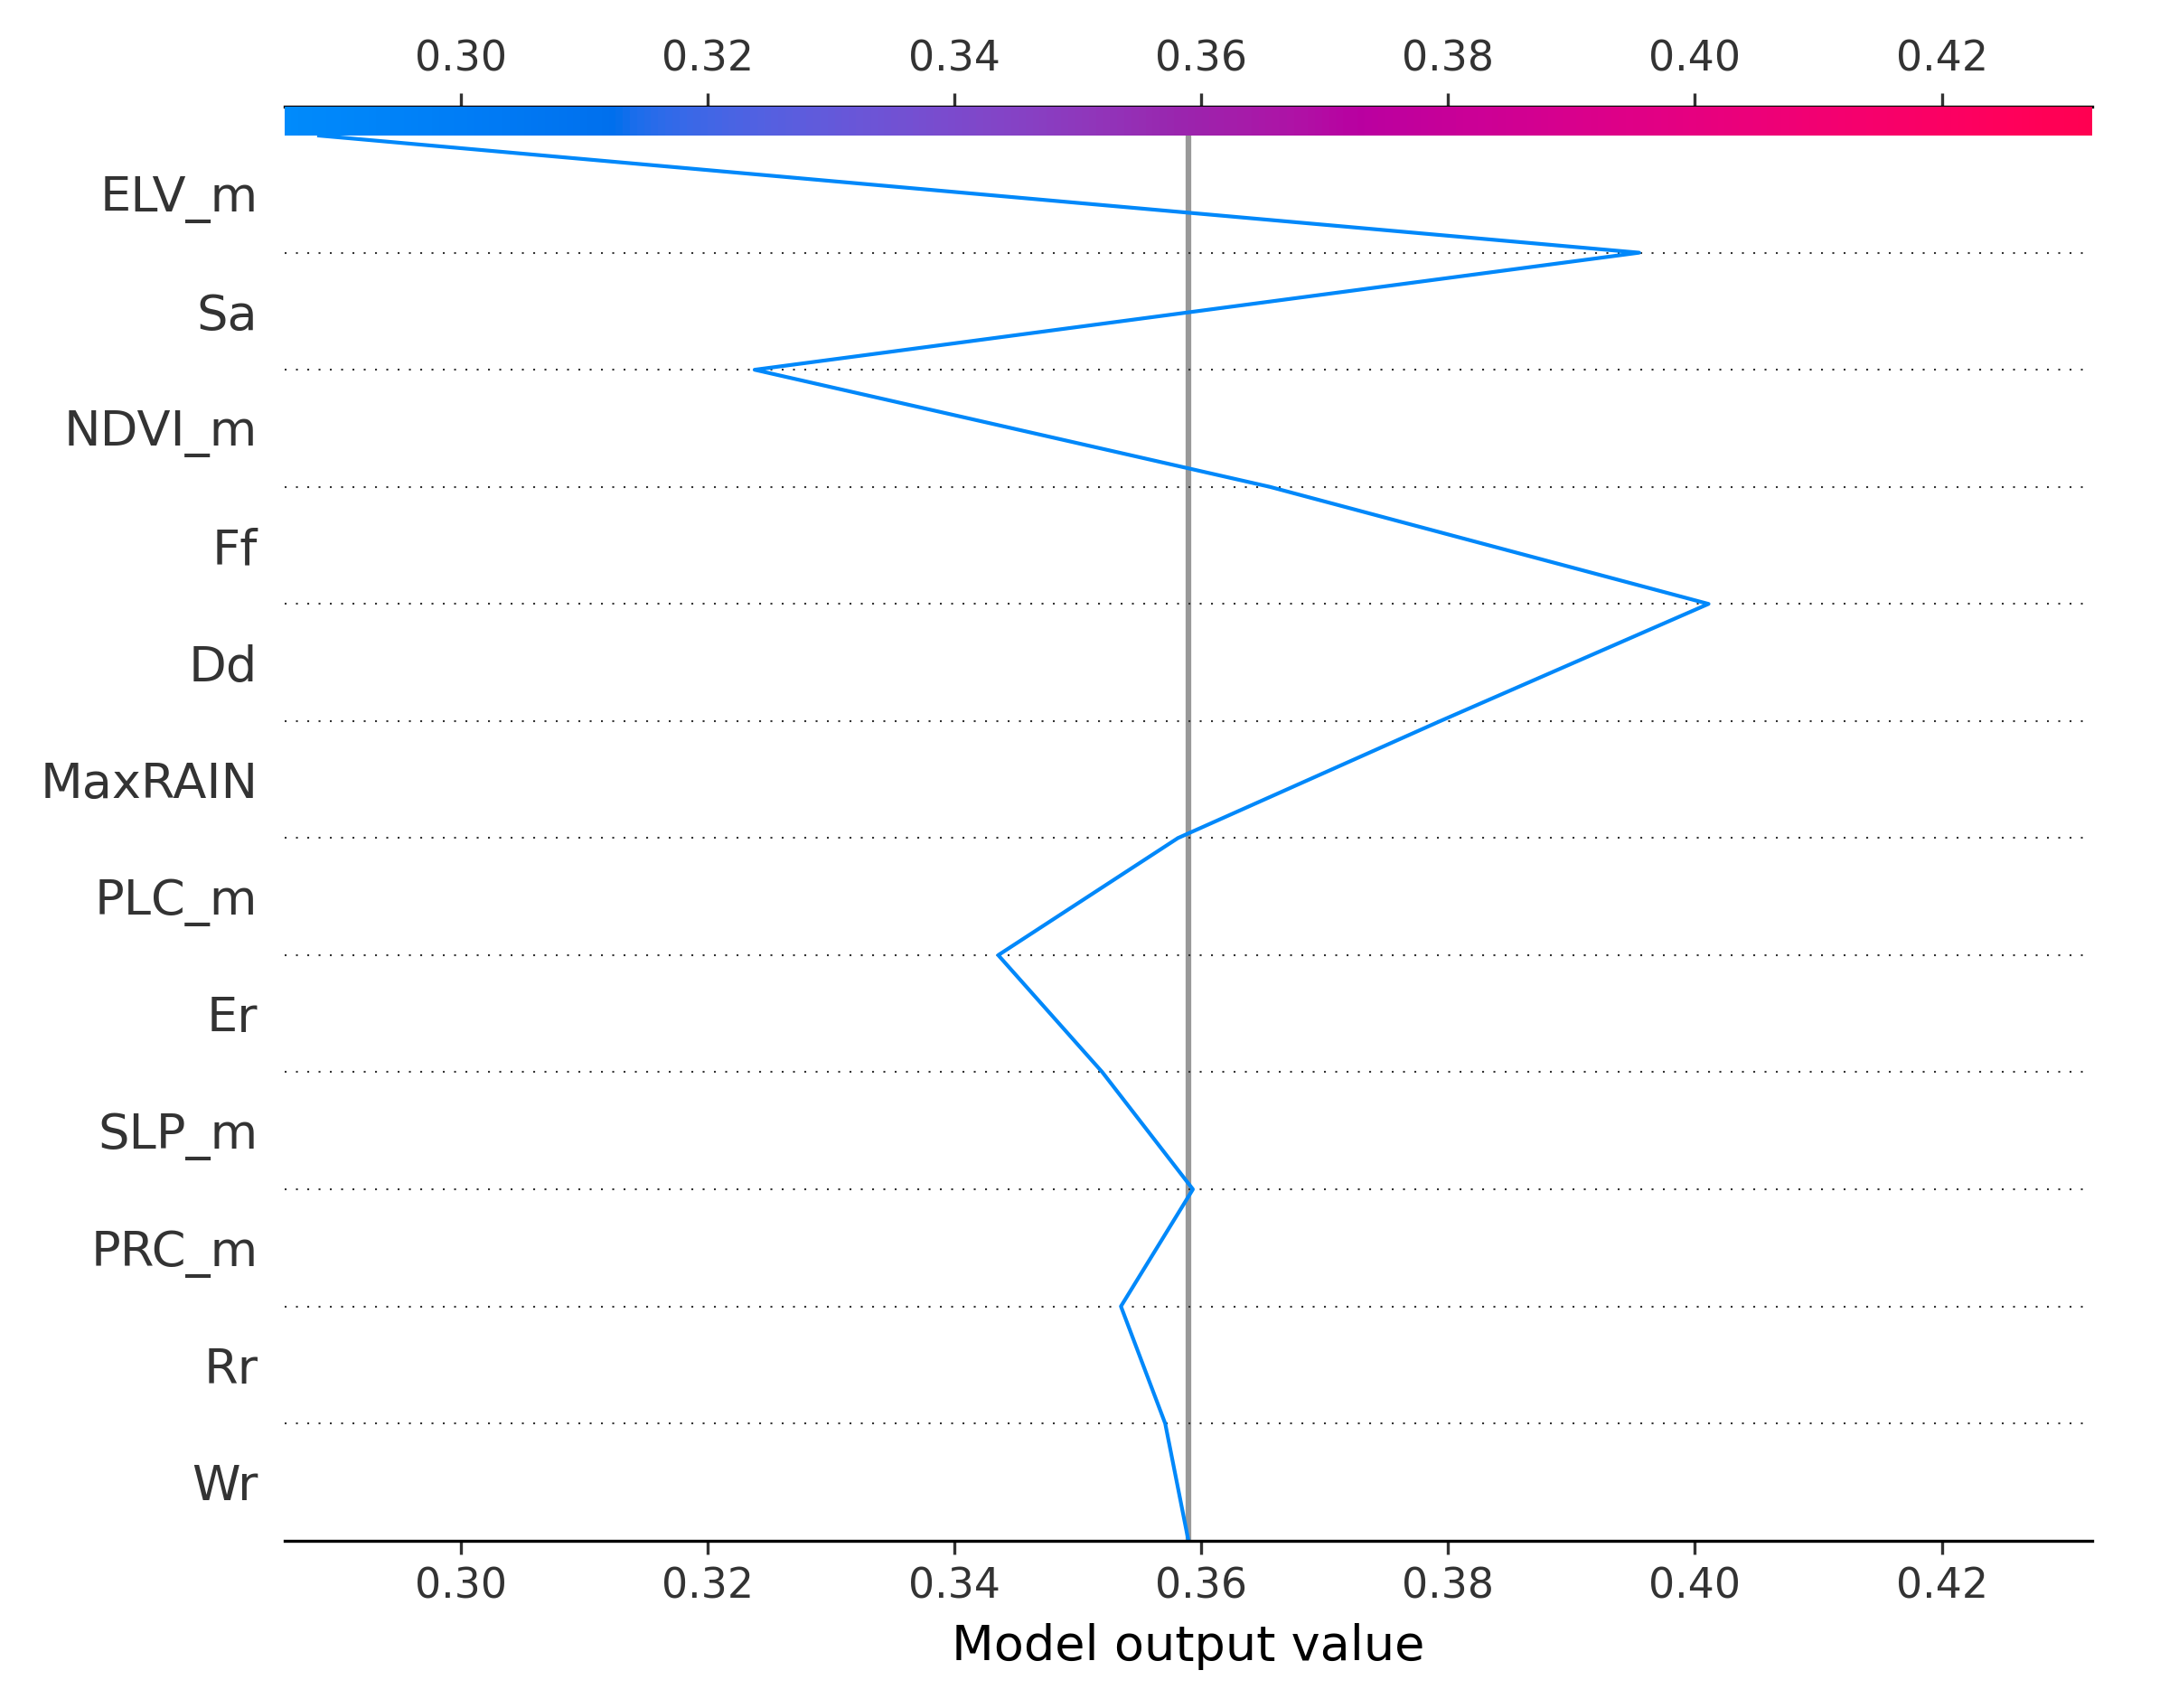 0.30 0.32 0.34 0.36 0.38 0.40 0.42
ELV_m
Sa
NDVI_m
Ff
Dd
MaxRAIN
PLC_m
Er
SLP_m
PRC_m
Rr
Wr
0.30 0.32 0.34 0.36 0.38 0.40 0.42
Model output value